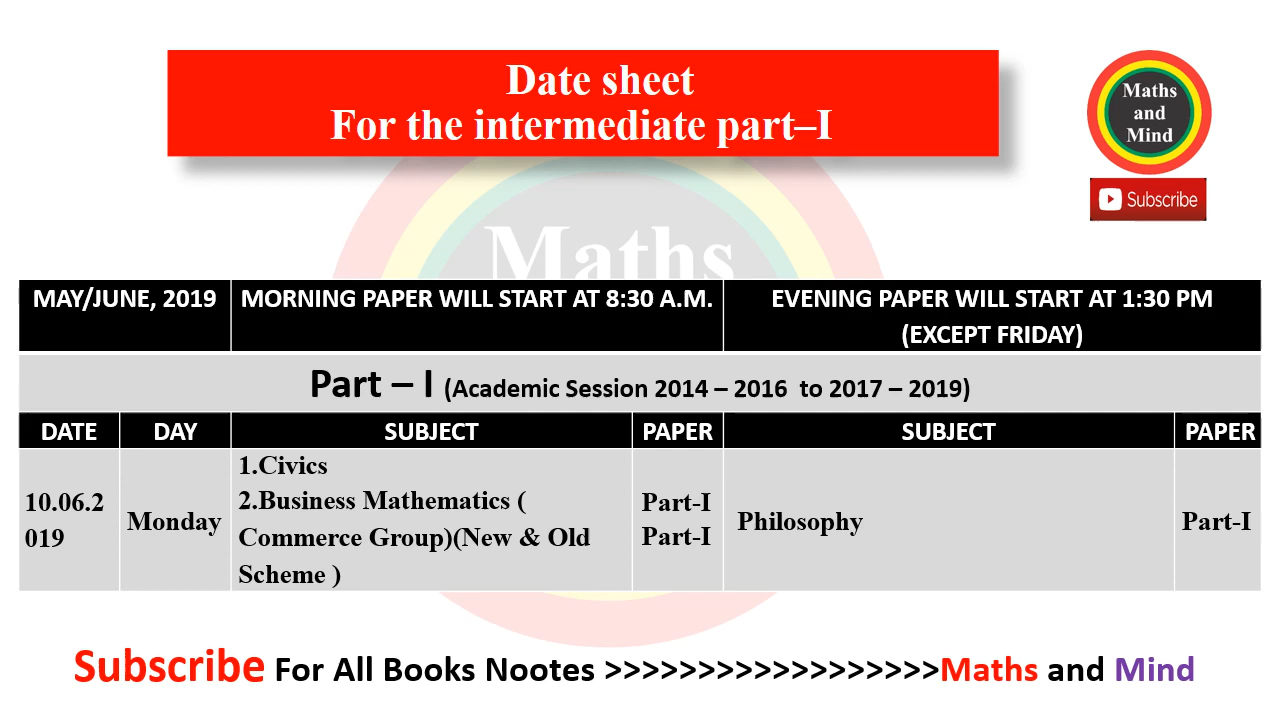 Date sheet
For the intermediate part–I
Maths
and
Mind
Subscribe
Maths
MAY/JUNE, 2019 MORNING PAPER WILL START AT 8:30 A.M. EVENING PAPER WILL START AT 1:30 PM
(EXCEPT FRIDAY)
Part – I (Academic Session 2014 – 2016 to 2017 – 2019)
DATE DAY SUBJECT PAPER SUBJECT PAPER
10.06.2
019
Monday
1.Civics
2.Business Mathematics (
Commerce Group)(New & Old
Scheme )
Part-I
Part-I
Philosophy
Part-I
Subscribe For All Books Nootes >>>>>>>>>>>>>>>>>>Maths and Mind